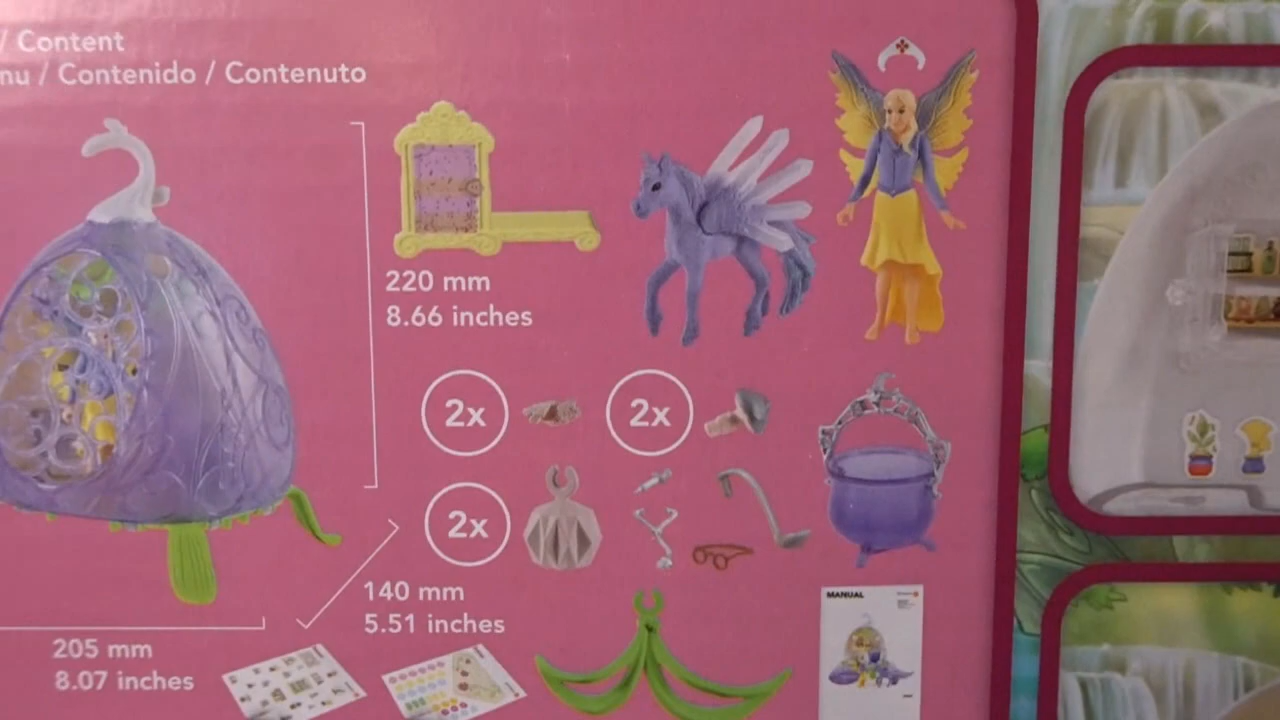 / Content
nu / Contenido / Contenuto
220 mm
8.66 inches
2x
2x
2x
140 mm
5.51 inches
205 mm
8.07 inches
MANUAL